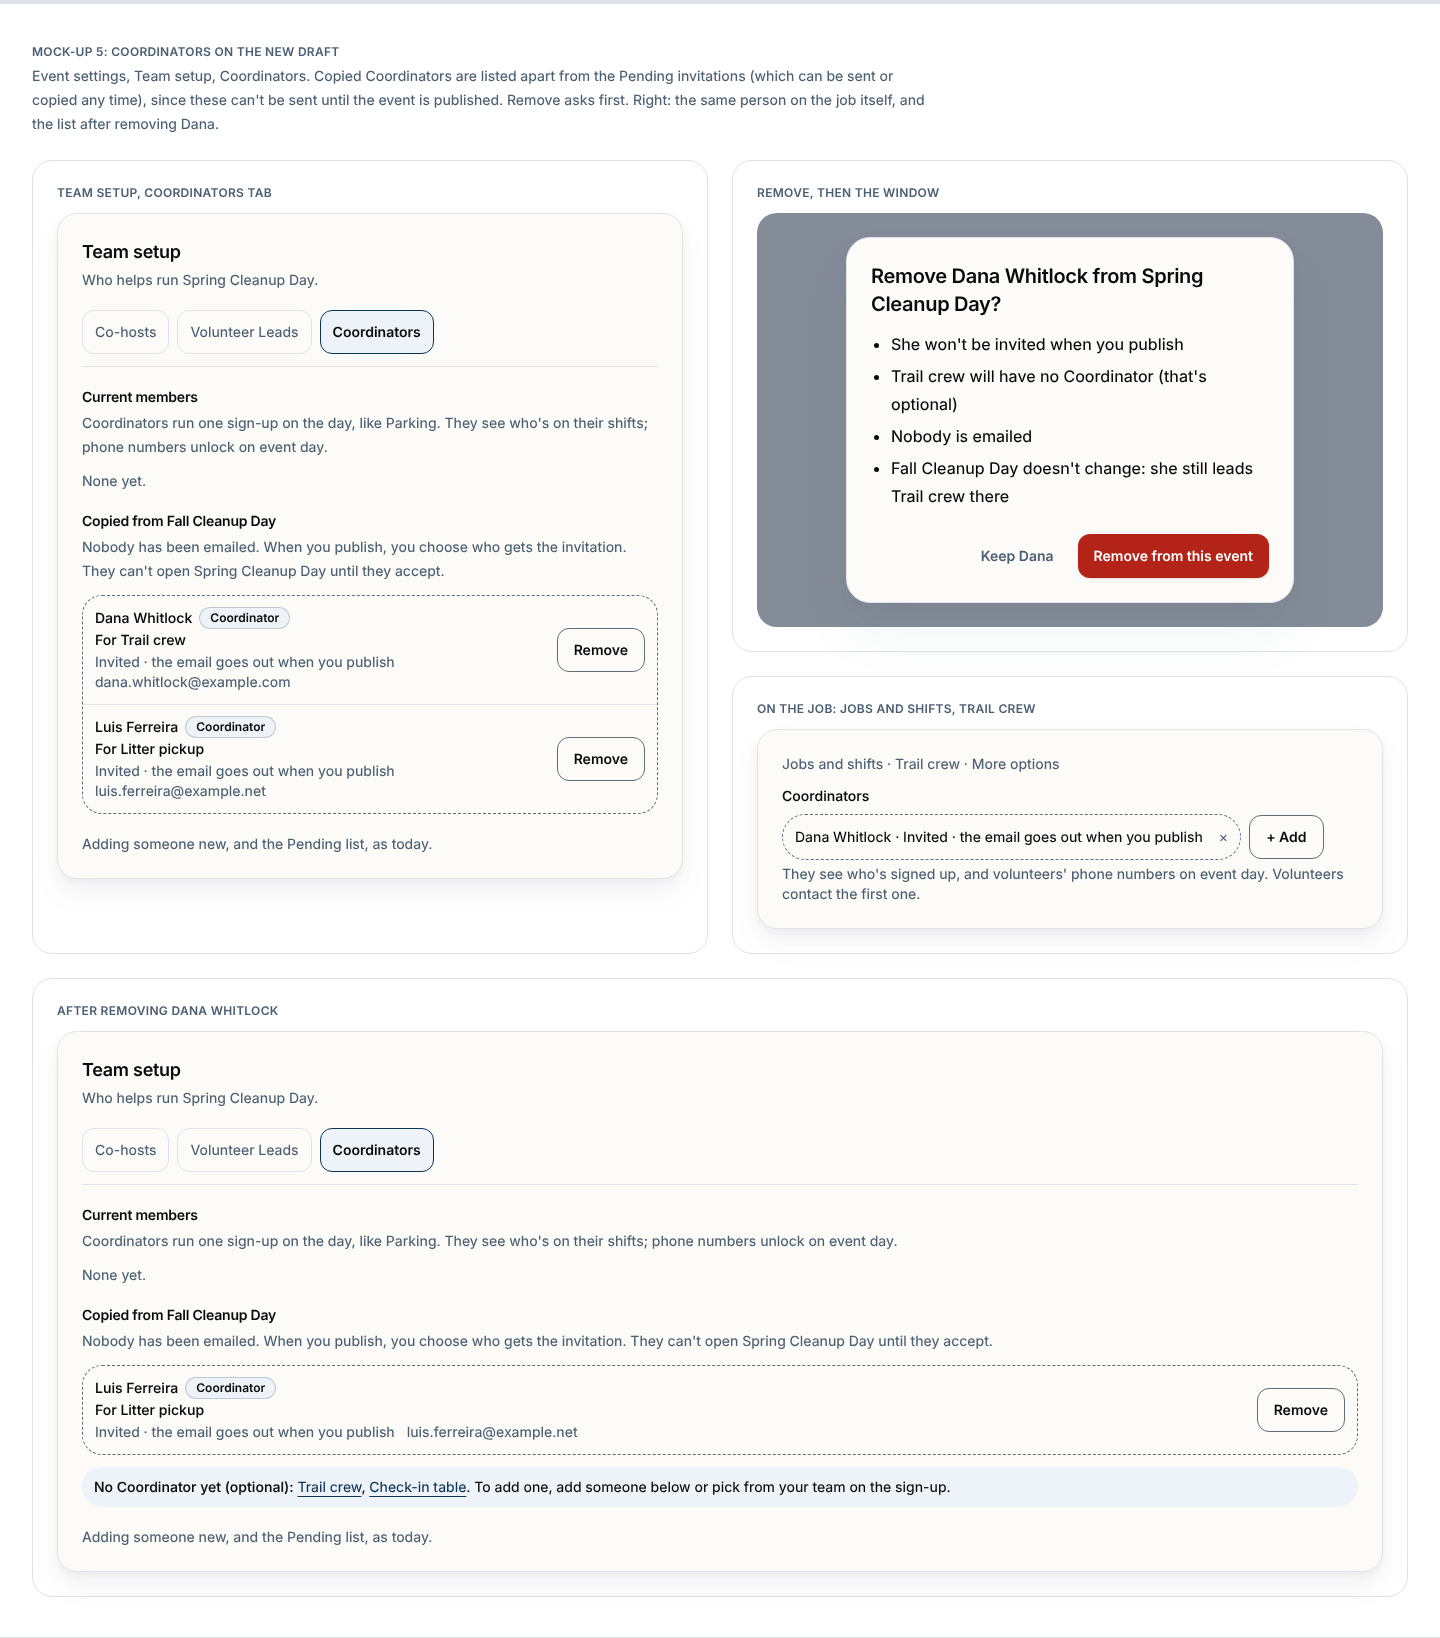 MOCK-UP 5: COORDINATORS ON THE NEW DRAFT
Event settings, Team setup, Coordinators. Copied Coordinators are listed apart from the Pending invitations (which can be sent or
copied any time), since these can't be sent until the event is published. Remove asks first. Right: the same person on the job itself, and
the list after removing Dana.
TEAM SETUP, COORDINATORS TAB
Team setup
Who helps run Spring Cleanup Day.
Co-hosts
Volunteer Leads
Coordinators
Current members
Coordinators run one sign-up on the day, like Parking. They see who's on their shifts;
phone numbers unlock on event day.
None yet.
Copied from Fall Cleanup Day
Nobody has been emailed. When you publish, you choose who gets the invitation.
They can't open Spring Cleanup Day until they accept.
Dana Whitlock Coordinator
For Trail crew
Invited · the email goes out when you publish
dana.whitlock@example.com
Remove
Luis Ferreira Coordinator
For Litter pickup
Invited · the email goes out when you publish
luis.ferreira@example.net
Remove
Adding someone new, and the Pending list, as today.
REMOVE, THEN THE WINDOW
Remove Dana Whitlock from Spring
Cleanup Day?
• She won't be invited when you publish
• Trail crew will have no Coordinator (that's
optional)
• Nobody is emailed
• Fall Cleanup Day doesn't change: she still leads
Trail crew there
Keep Dana
Remove from this event
ON THE JOB: JOBS AND SHIFTS, TRAIL CREW
Jobs and shifts · Trail crew · More options
Coordinators
Dana Whitlock · Invited · the email goes out when you publish ×
+ Add
They see who's signed up, and volunteers' phone numbers on event day. Volunteers
contact the first one.
AFTER REMOVING DANA WHITLOCK
Team setup
Who helps run Spring Cleanup Day.
Co-hosts
Volunteer Leads
Coordinators
Current members
Coordinators run one sign-up on the day, like Parking. They see who's on their shifts; phone numbers unlock on event day.
None yet.
Copied from Fall Cleanup Day
Nobody has been emailed. When you publish, you choose who gets the invitation. They can't open Spring Cleanup Day until they accept.
Luis Ferreira Coordinator
For Litter pickup
Invited · the email goes out when you publish luis.ferreira@example.net
Remove
No Coordinator yet (optional): Trail crew, Check-in table. To add one, add someone below or pick from your team on the sign-up.
Adding someone new, and the Pending list, as today.